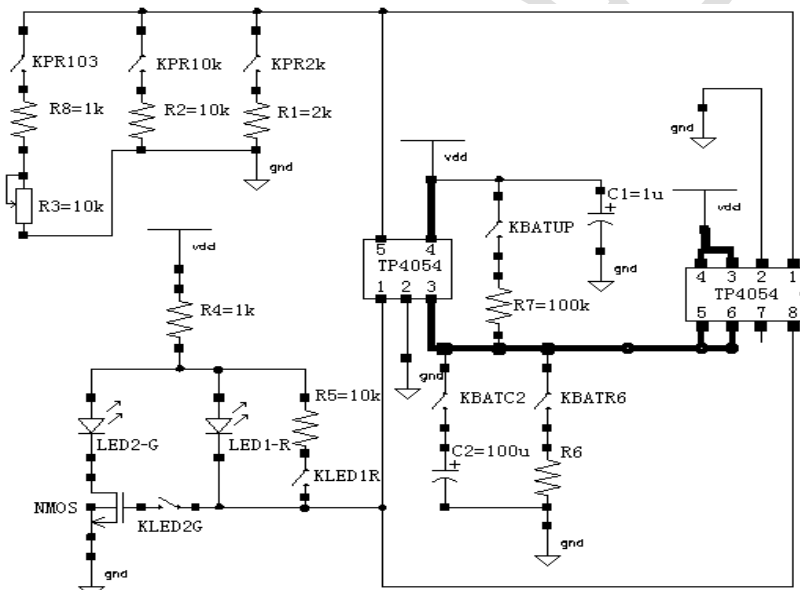 KPR103
KPR10k
KPR2k
R8=1k
R2=10k
R1=2k
gnd
R3=10k
vdd
gnd
vdd
C1=1u
KBATUP
gnd
vdd
5 4
TP4054
1 2 3
R7=100k
4 3 2 1
TP4054
5 6 7 8
R4=1k
gnd
R5=10k
KBATC2
KBATR6
LED2-G
LED1-R
C2=100u
R6
KLED1R
NMOS
KLED2G
gnd
gnd